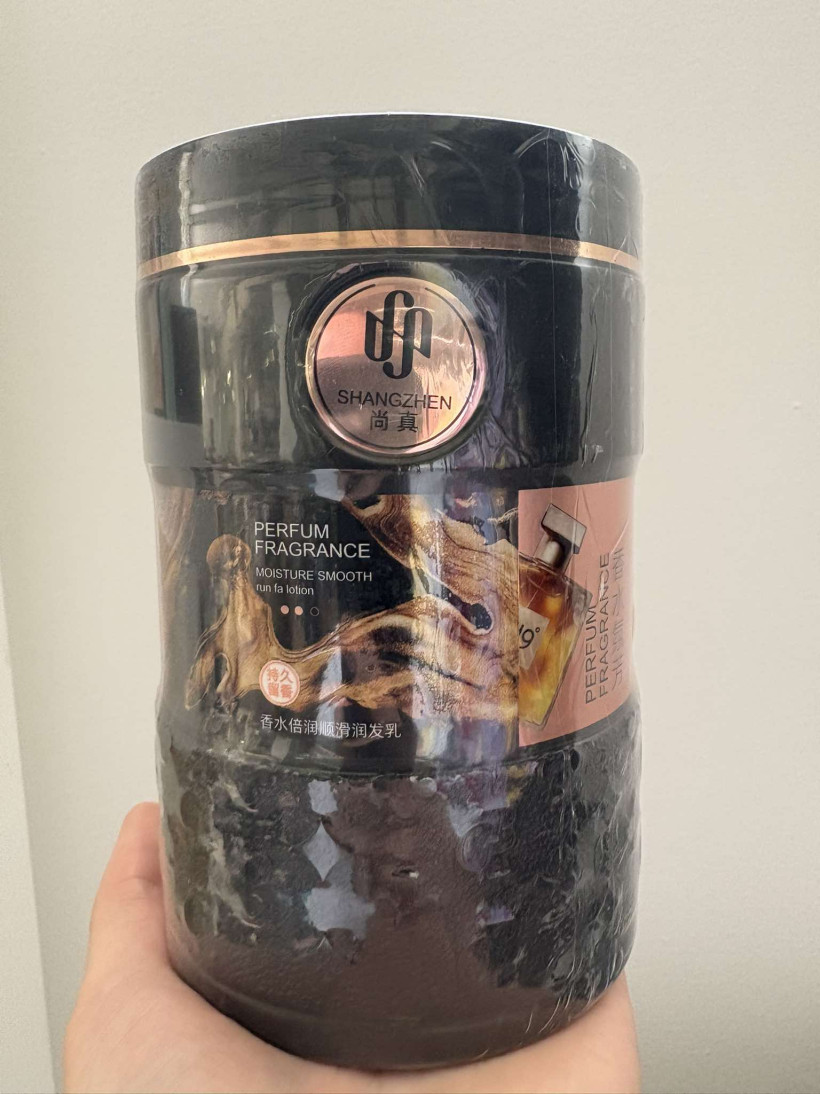 SHANGZHEN
尚真
PERFUM
FRAGRANCE
MOISTURE SMOOTH
run fa lotion
持久
留香
香水倍润顺滑润发乳
9°
PERFUM
FRAGRANCE